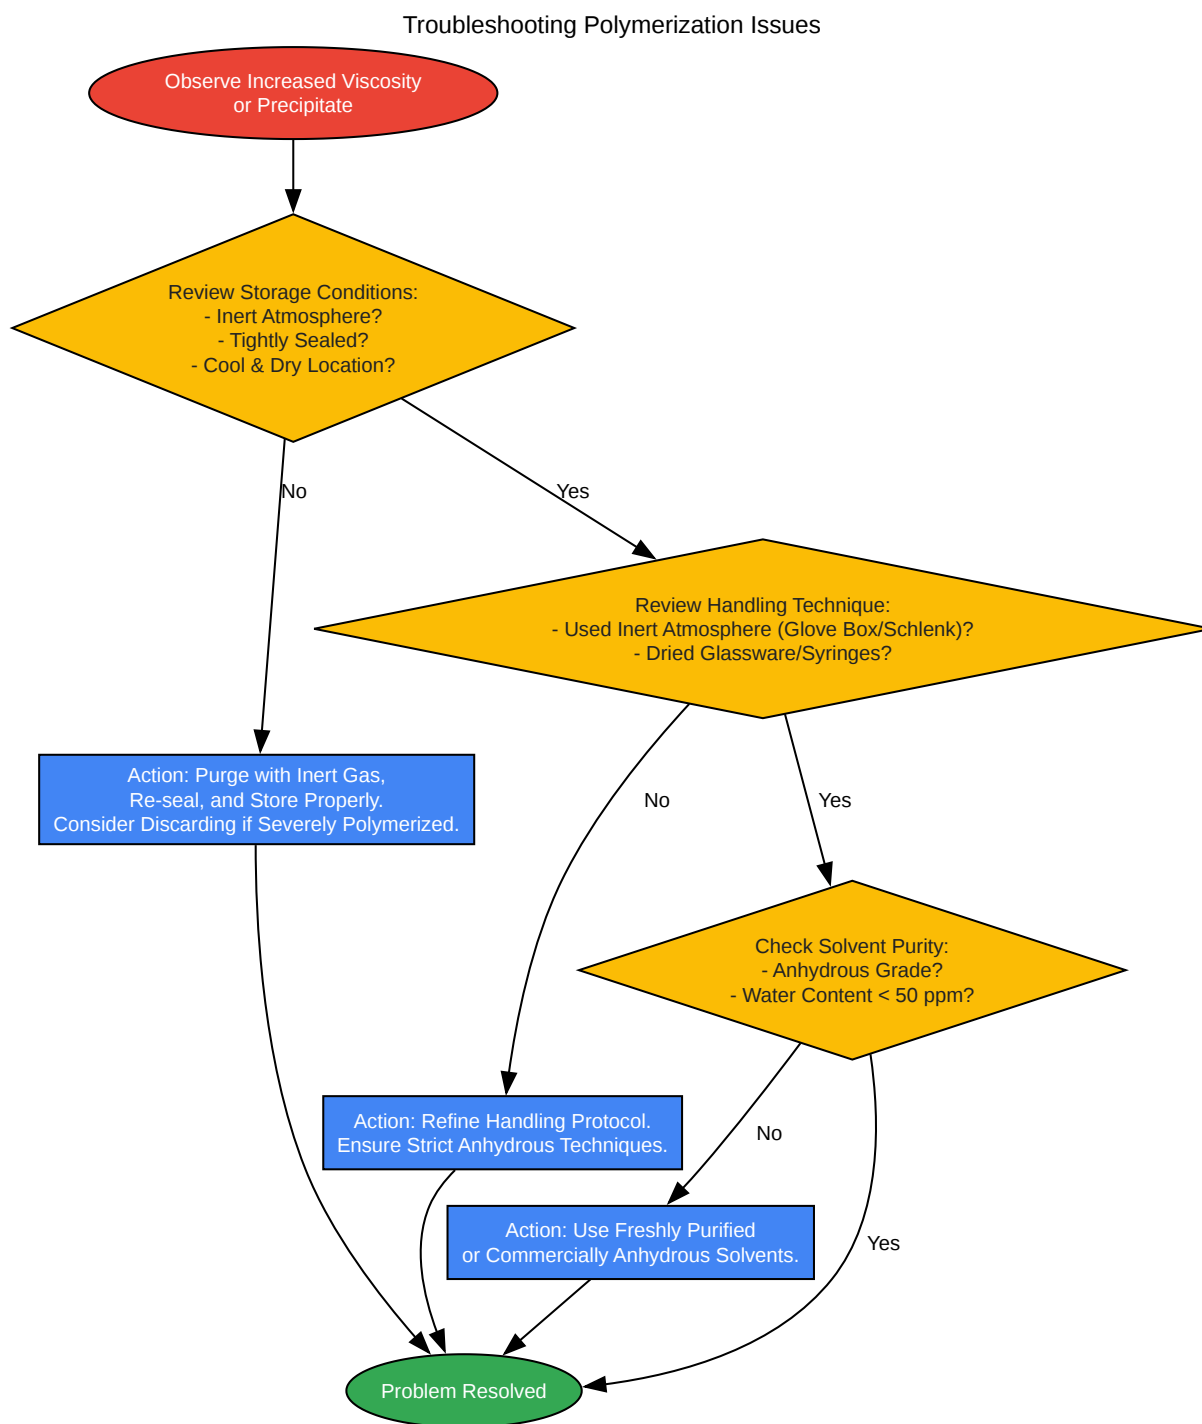 Troubleshooting Polymerization Issues
Observe Increased Viscosity
or Precipitate
Review Storage Conditions:
- Inert Atmosphere?
- Tightly Sealed?
- Cool & Dry Location?
No
Yes
Review Handling Technique:
- Used Inert Atmosphere (Glove Box/Schlenk)?
- Dried Glassware/Syringes?
Action: Purge with Inert Gas,
Re-seal, and Store Properly.
Consider Discarding if Severely Polymerized.
No
Yes
Check Solvent Purity:
- Anhydrous Grade?
- Water Content < 50 ppm?
Action: Refine Handling Protocol.
Ensure Strict Anhydrous Techniques.
No
Action: Use Freshly Purified
or Commercially Anhydrous Solvents.
Yes
Problem Resolved